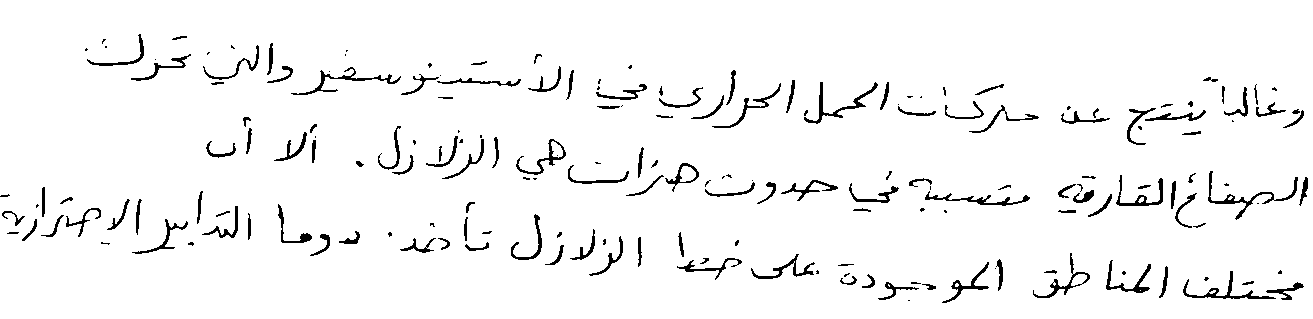 وغالباً ينتج عن حركات الحمل الحراري في الأستينوسفير والتي تحرك
الصفائح القارية متسببه في حدوث هزات هي الزلازل. ألا أن
مختلف المناطق الموجودة على خط الزلازل تأخذ دوما التدابير الإحترازية